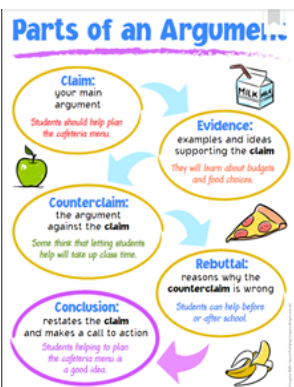 Parts of an Argument
Claim:
your main
argument
Students should help plan
the cafeteria menu.
MILK
Evidence:
examples and ideas
supporting the claim
They will learn about budgets
and food choices.
Counterclaim:
the argument
against the claim
Some think that letting students
help will take up class time.
Rebuttal:
reasons why the
counterclaim is wrong
Students can help before
or after school.
Conclusion:
restates the claim
and makes a call to action
Students helping to plan
the cafeteria menu is
a good idea.